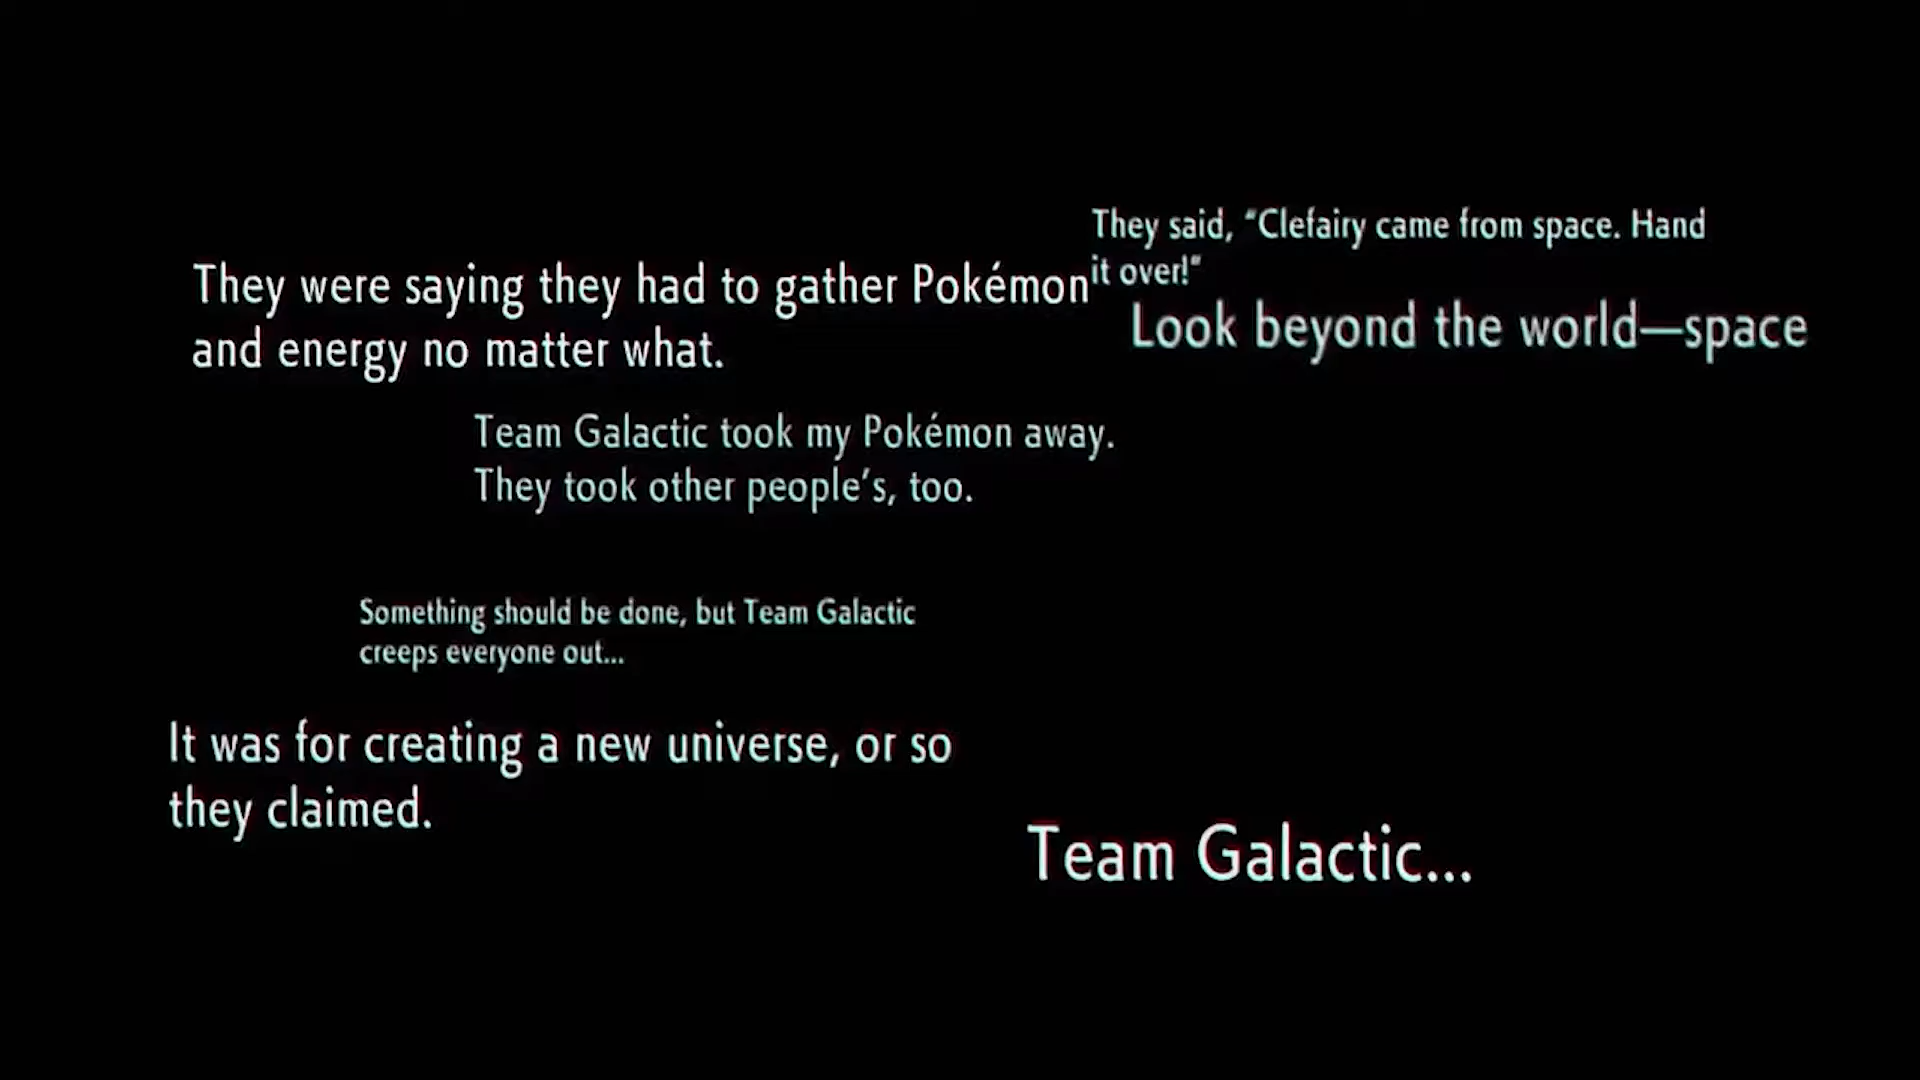 They said, “Clefairy came from space. Hand
it over!”
They were saying they had to gather Pokémon
and energy no matter what.
Look beyond the world—space
Team Galactic took my Pokémon away.
They took other people’s, too.
Something should be done, but Team Galactic
creeps everyone out...
It was for creating a new universe, or so
they claimed.
Team Galactic...